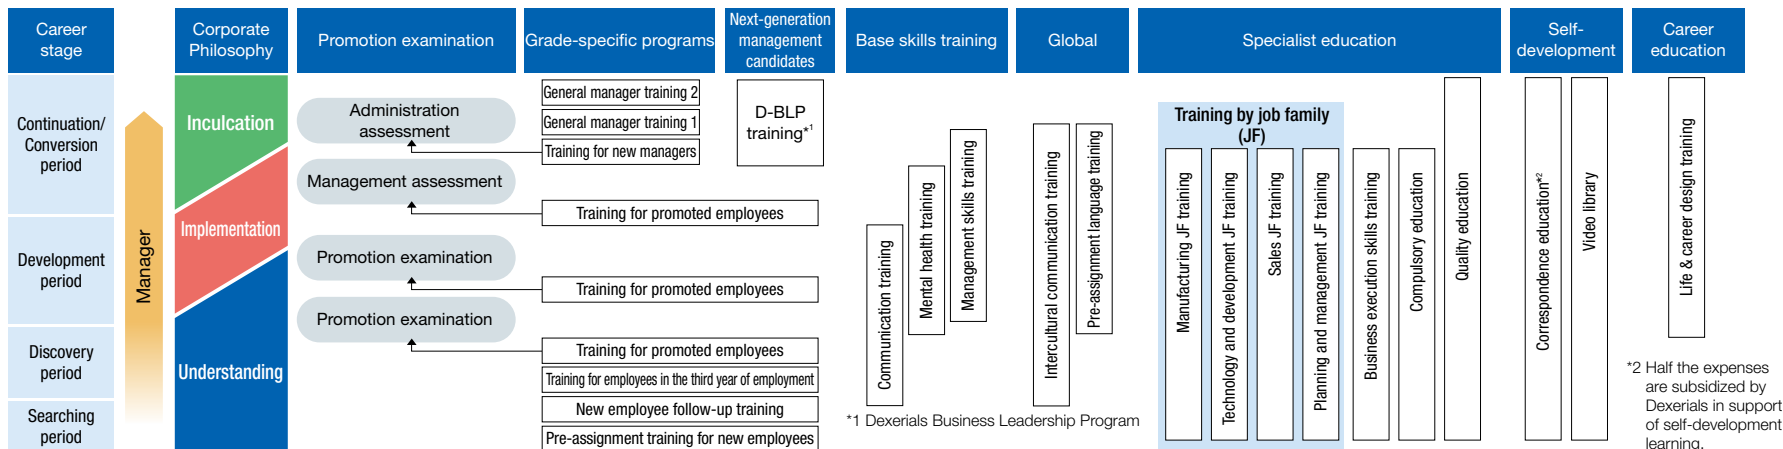 Career
stage
Corporate
Philosophy
Promotion examination
Grade-specific programs
Next-generation
management
candidates
Base skills training
Global
Specialist education
Self-
development
Career
education
Continuation/
Conversion
period
Development
period
Discovery
period
Searching
period
Manager
Inculcation
Implementation
Understanding
Administration
assessment
Management assessment
Promotion examination
Promotion examination
General manager training 2
General manager training 1
Training for new managers
Training for promoted employees
Training for promoted employees
Training for promoted employees
Training for employees in the third year of employment
New employee follow-up training
Pre-assignment training for new employees
D-BLP
training*1
Communication training
Mental health training
Management skills training
*1 Dexerials Business Leadership Program
Intercultural communication training
Pre-assignment language training
Training by job family
(JF)
Manufacturing JF training
Technology and development JF training
Sales JF training
Planning and management JF training
Business execution skills training
Compulsory education
Quality education
Correspondence education*2
Video library
Life & career design training
*2 Half the expenses
are subsidized by
Dexerials in support
of self-development
learning.